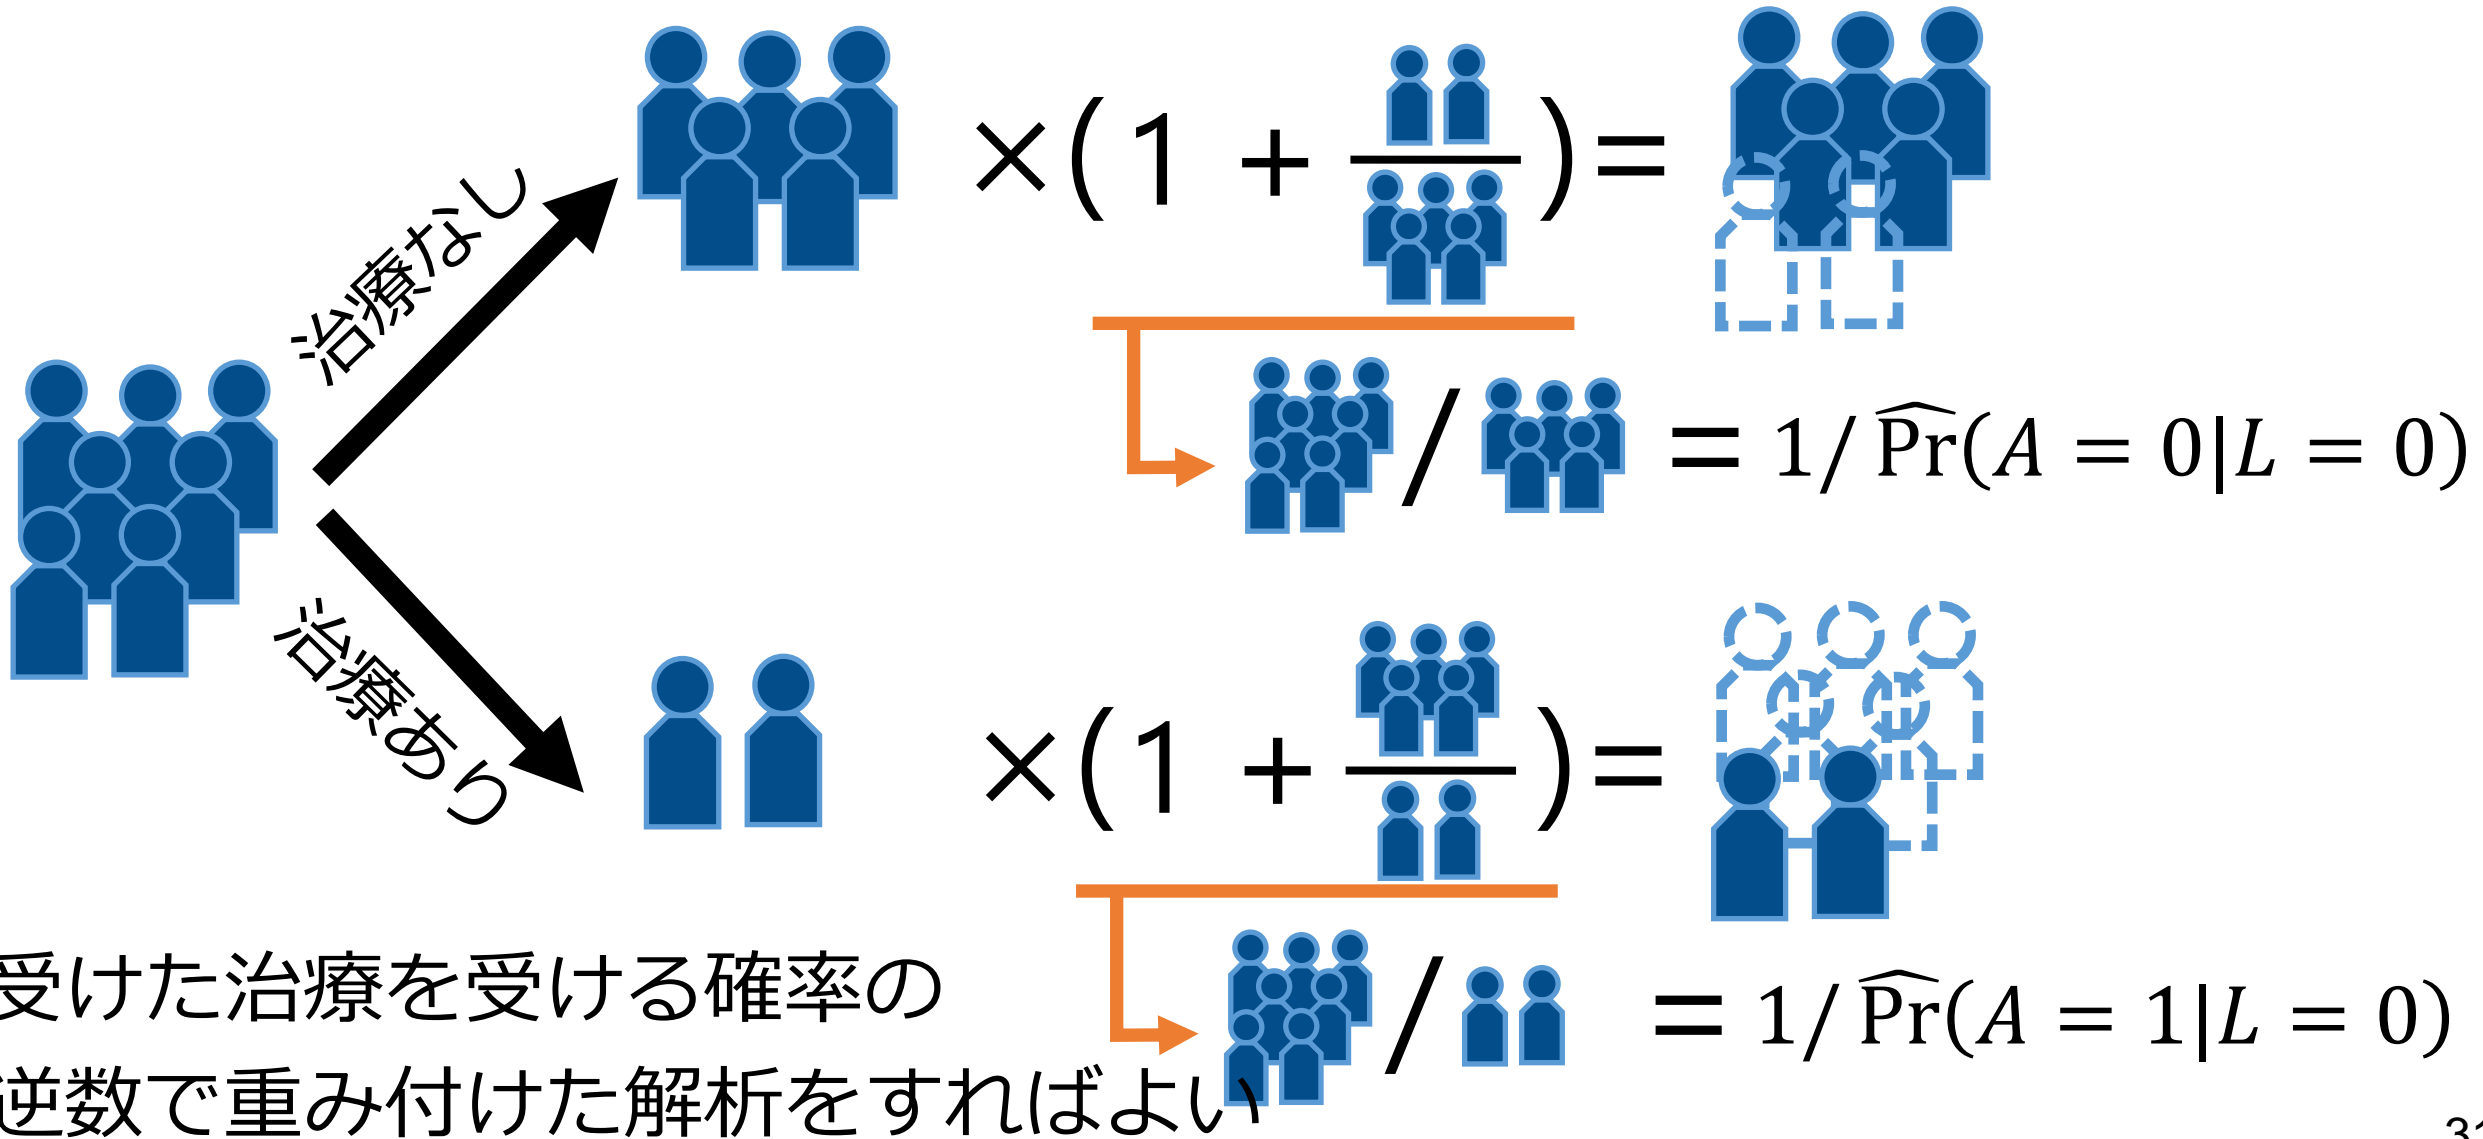 治療なし
×(1 + )=
/ = 1/P̂r(A = 0|L = 0)
治療あり
×(1 + )=
/ = 1/P̂r(A = 1|L = 0)
受けた治療を受ける確率の
逆数で重み付けた解析をすればよい